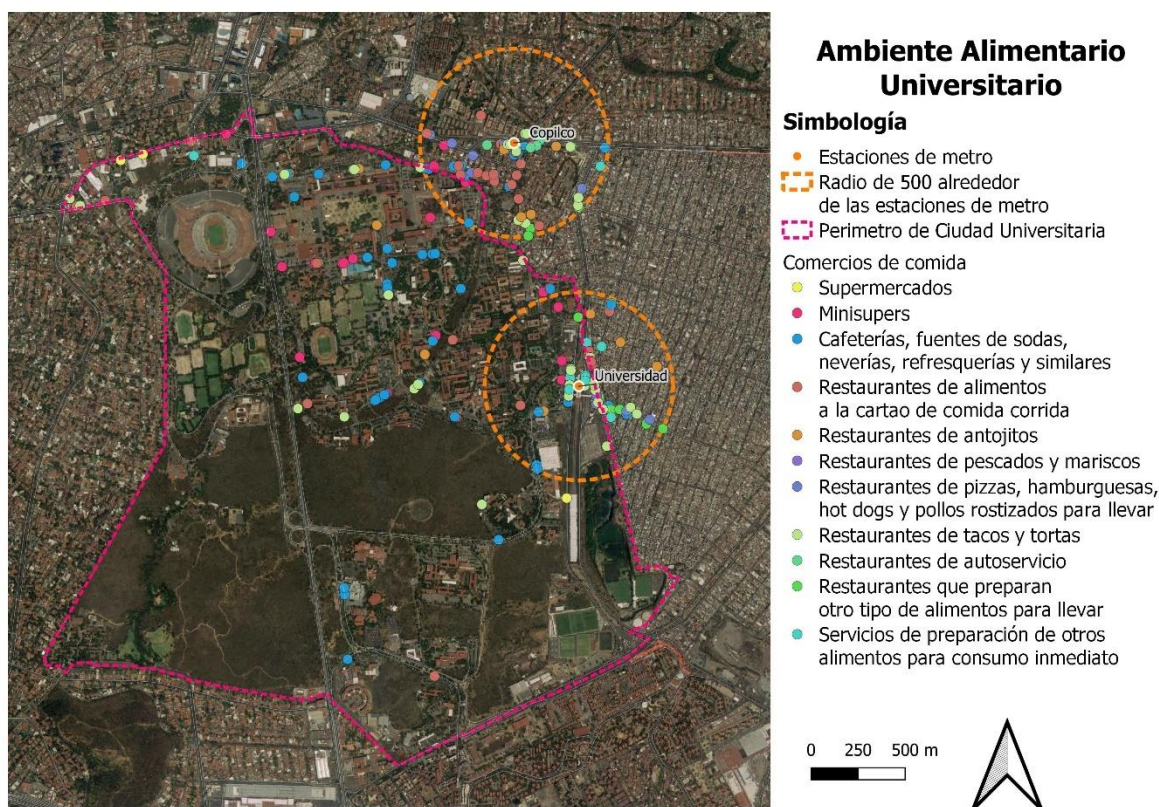 Ambiente Alimentario
Universitario
Simbología
Estaciones de metro
Radio de 500 alrededor
de las estaciones de metro
Perimetro de Ciudad Universitaria
Comercios de comida
Supermercados
Minisupers
Cafeterías, fuentes de sodas,
neverías, refresquerías y similares
Restaurantes de alimentos
a la cartao de comida corrida
Restaurantes de antojitos
Restaurantes de pescados y mariscos
Restaurantes de pizzas, hamburguesas,
hot dogs y pollos rostizados para llevar
Restaurantes de tacos y tortas
Restaurantes de autoservicio
Restaurantes que preparan
otro tipo de alimentos para llevar
Servicios de preparación de otros
alimentos para consumo inmediato
0 250 500 m
Copilco
Universidad